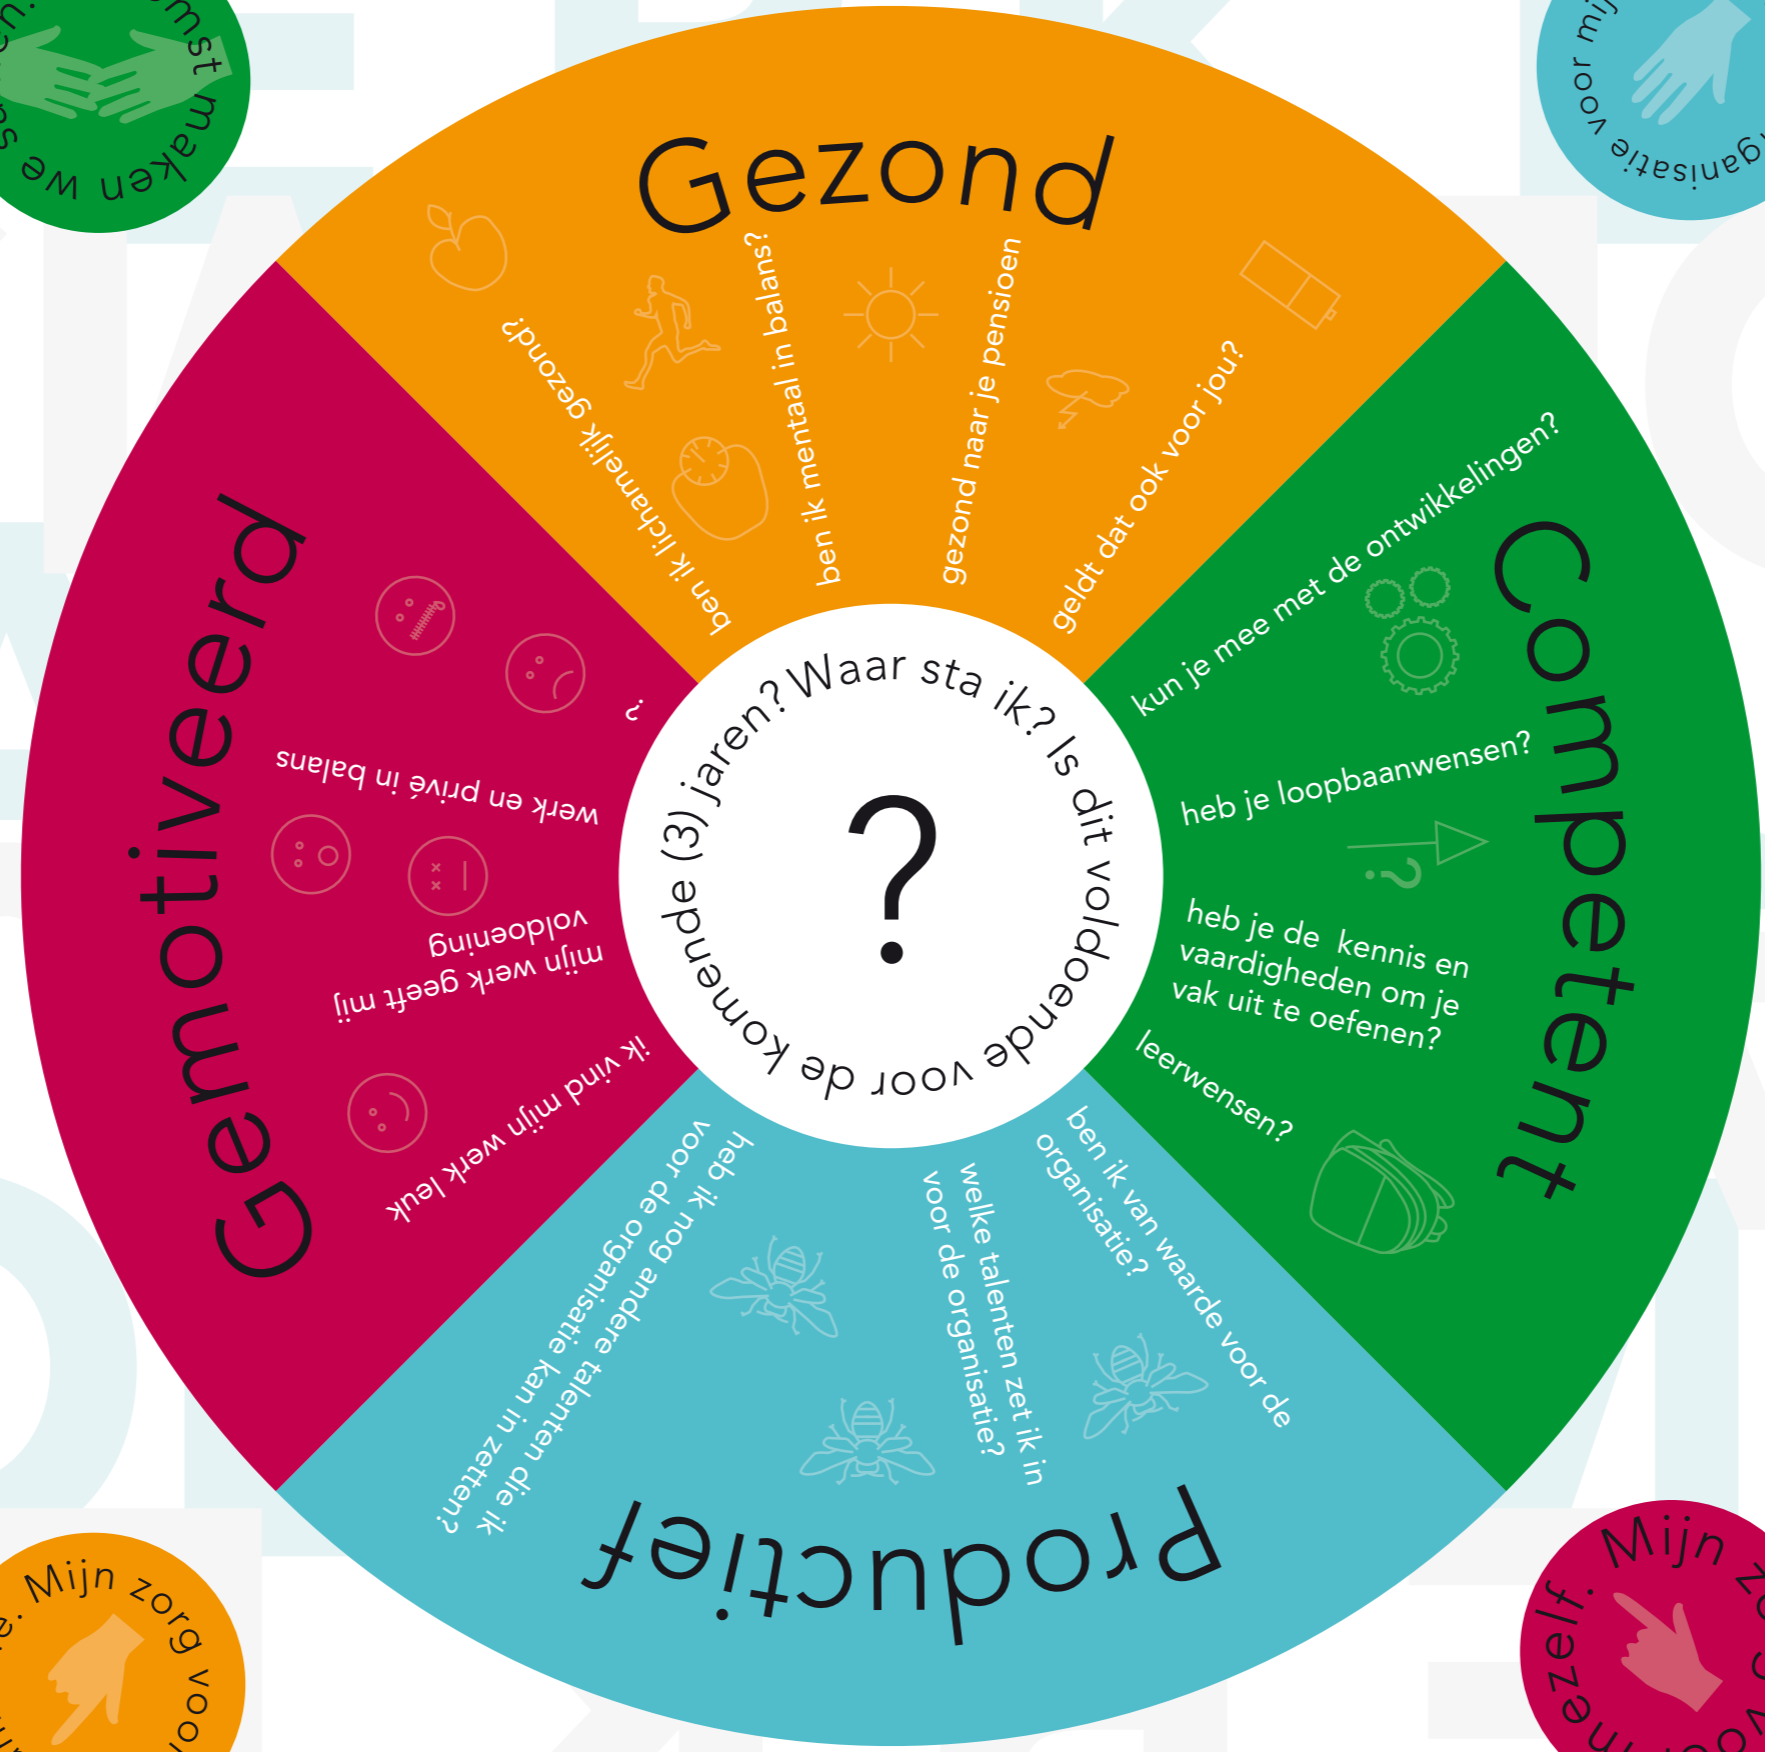 Gezond
ben ik lichamelijk gezond?
ben ik mentaal in balans?
gezond naar je pensioen
geldt dat ook voor jou?
Competent
kun je mee met de ontwikkelingen?
heb je loopbaanwensen?
?
heb je de kennis en
vaardigheden om je
vak uit te oefenen?
leerwensen?
Productief
ben ik van waarde voor de
organisatie?
welke talenten zet ik in
voor de organisatie?
heb ik nog andere talenten die ik
voor de organisatie kan in zetten?
Gemotiveerd
ik vind mijn werk leuk
mijn werk geeft mij
voldoening
werk en privé in balans
?
Waar sta ik? Is dit voldoende voor de komende (3) jaren?
?
maken we
voor
Mijn zorg voor
Mijn
mezelf.